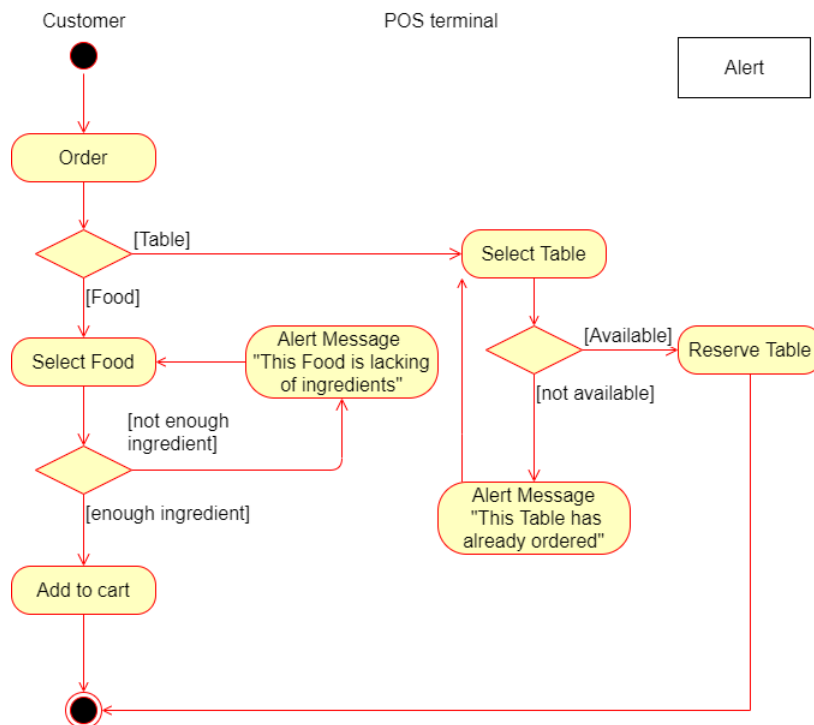 Customer
POS terminal
Alert
Order
[Table]
Select Table
[Food]
Alert Message
"This Food is lacking
of ingredients"
[Available]
Select Food
Reserve Table
[not available]
[not enough
ingredient]
Alert Message
"This Table has
already ordered"
[enough ingredient]
Add to cart